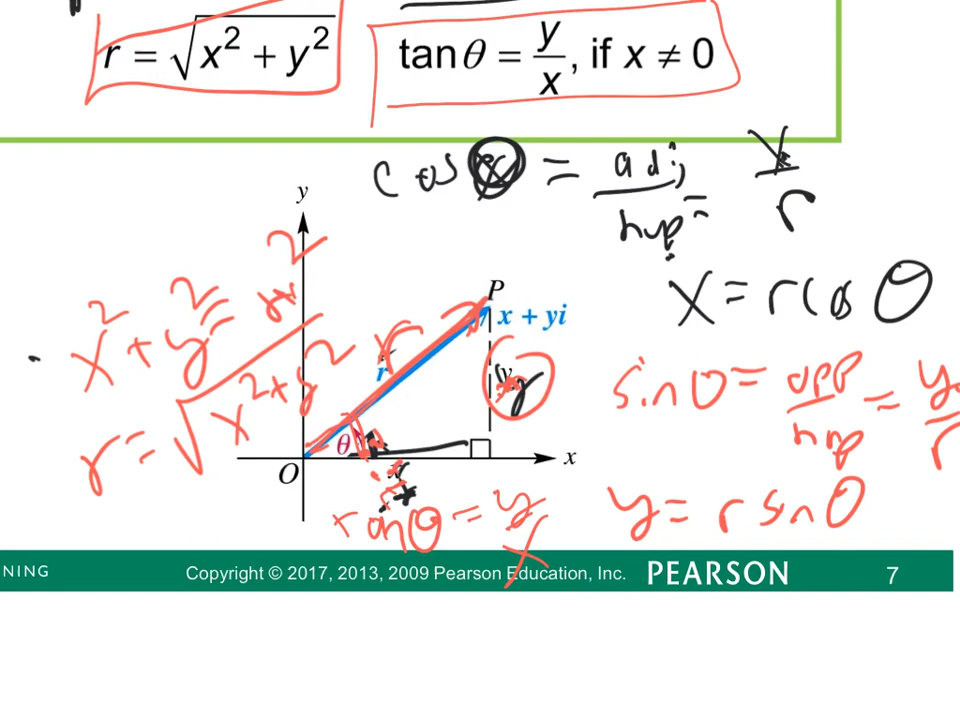 r = √x² + y²
tanθ = y/x, if x ≠ 0
cos = adj/hyp = x/r
y
P
x + yi
x = r cos θ
x² + y² = r²
r
y
sin θ = opp/hyp = y/r
r = √x² + y²
θ
x
O
x
tan θ = y/x
y = r sin θ
NING
Copyright © 2017, 2013, 2009 Pearson Education, Inc.
PEARSON
7